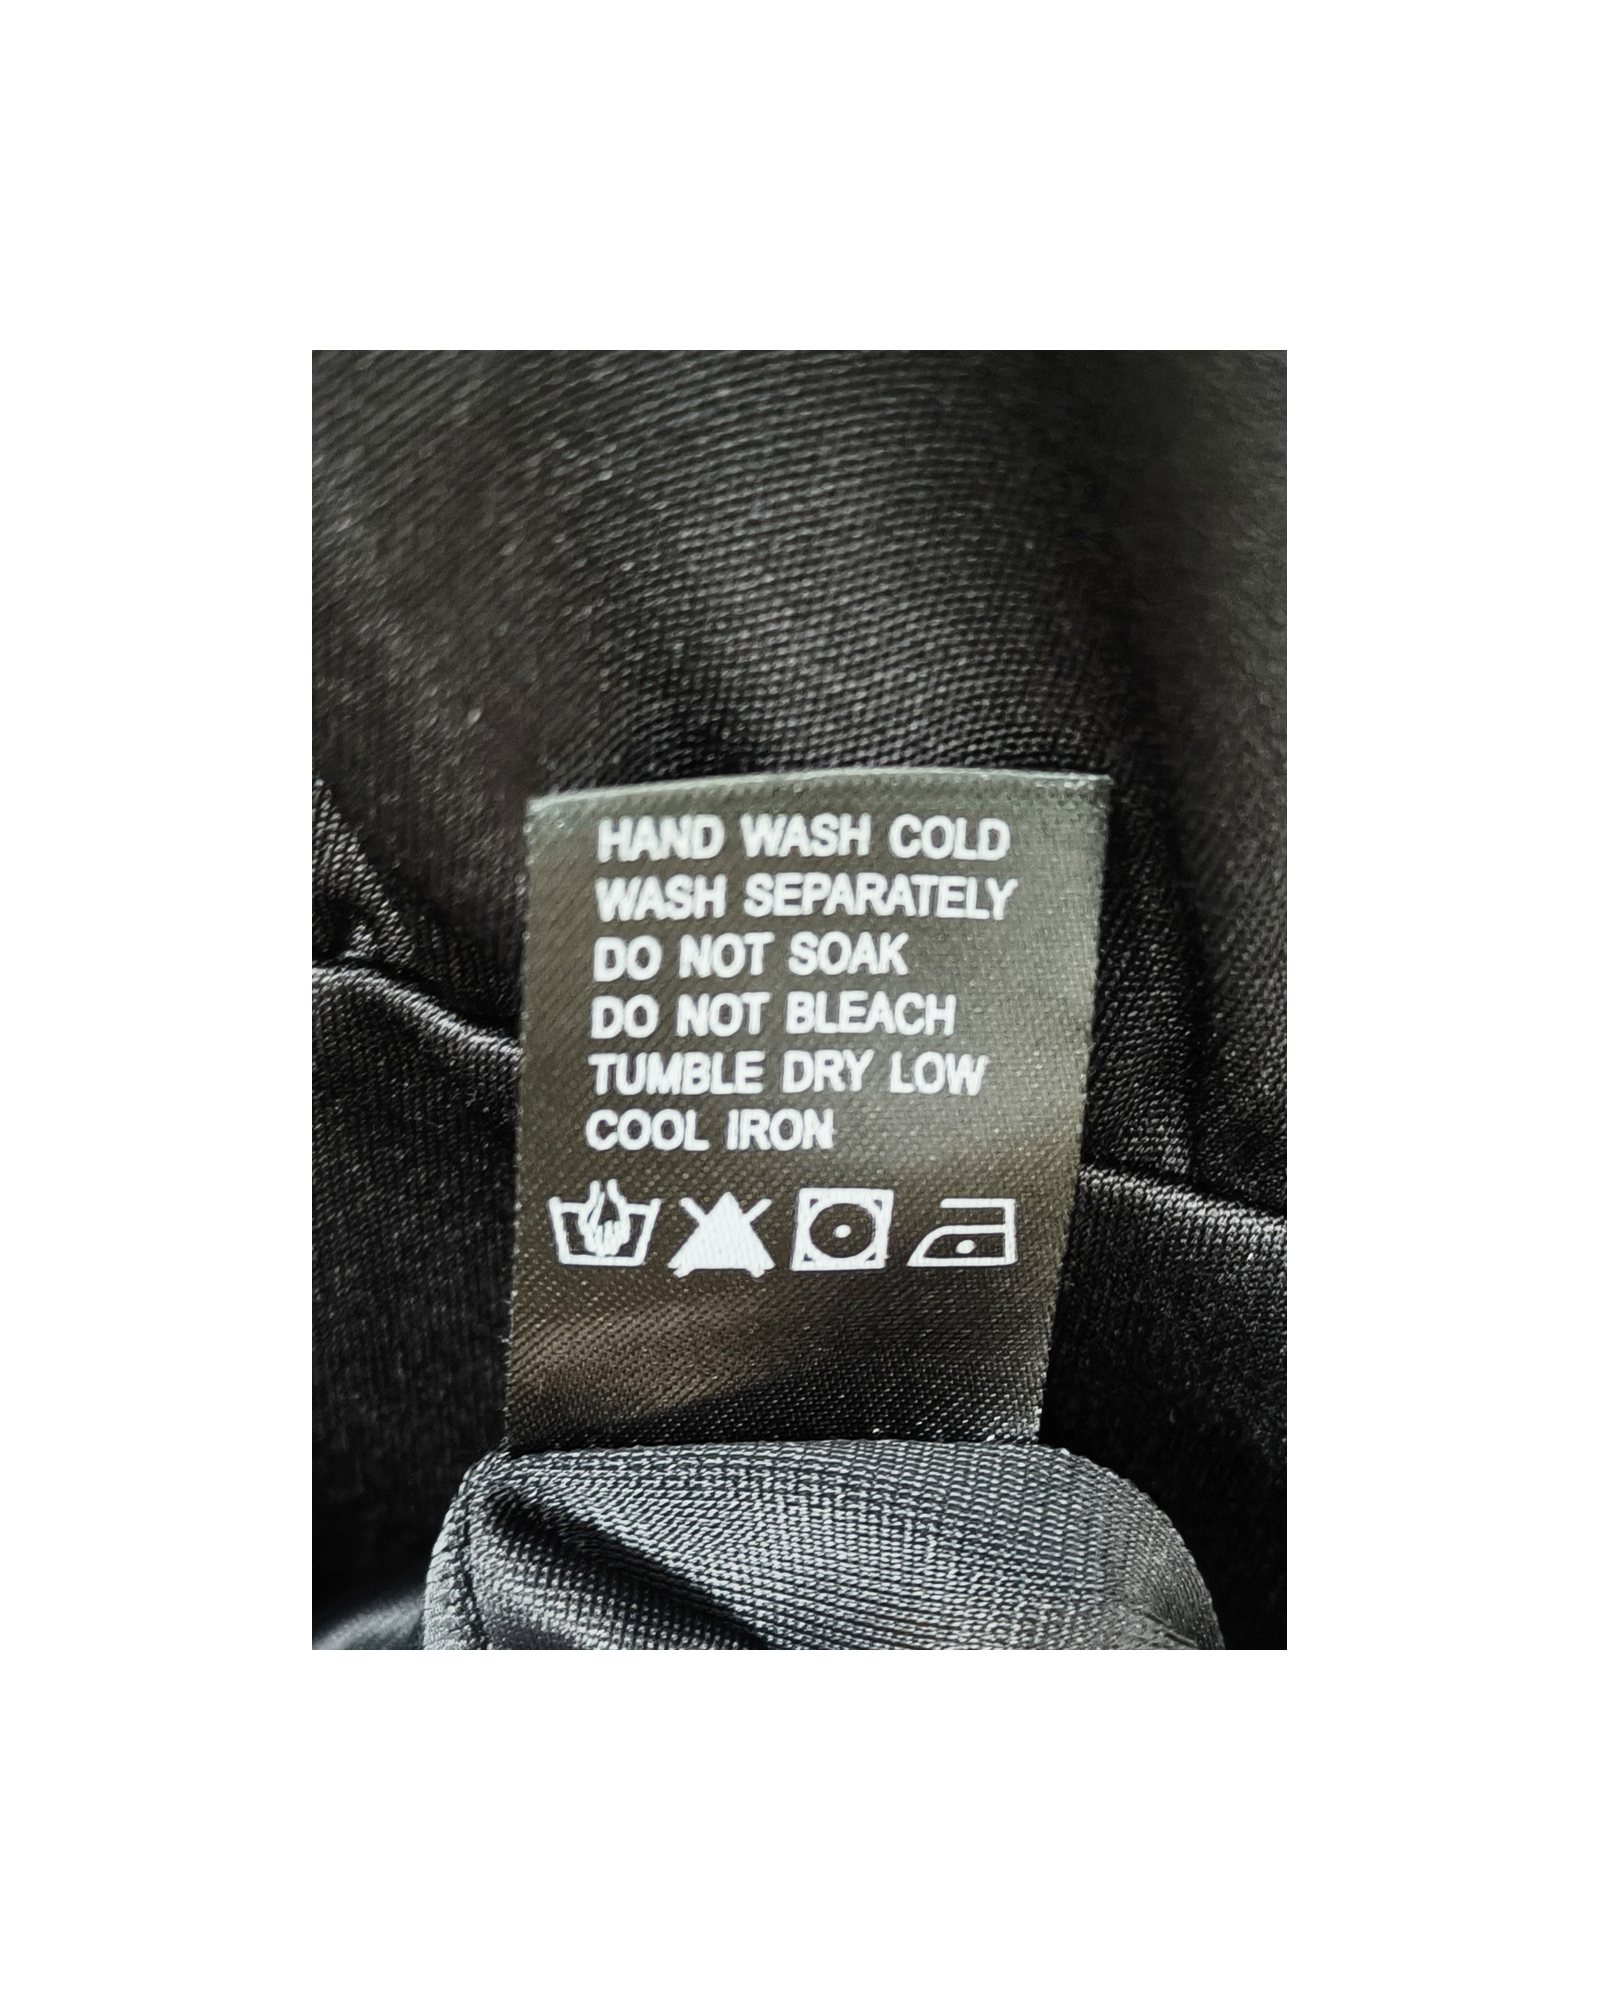 HAND WASH COLD
WASH SEPARATELY
DO NOT SOAK
DO NOT BLEACH
TUMBLE DRY LOW
COOL IRON